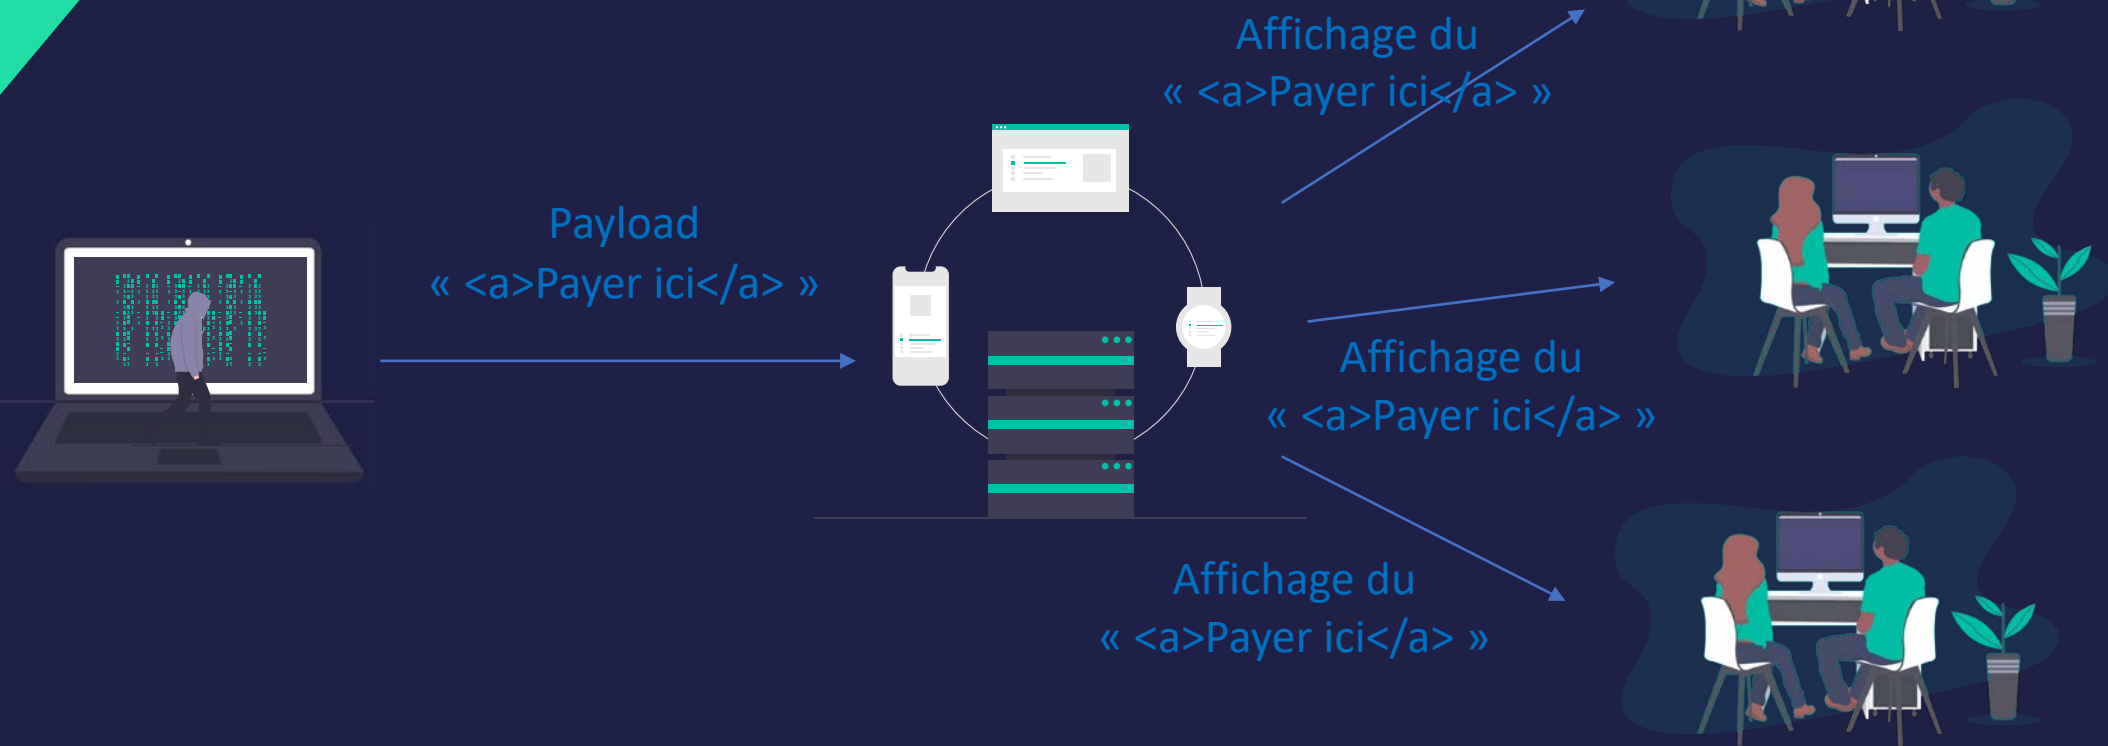 Affichage du
« <a>Payer ici</a> »
Payload
« <a>Payer ici</a> »
Affichage du
« <a>Payer ici</a> »
Affichage du
« <a>Payer ici</a> »